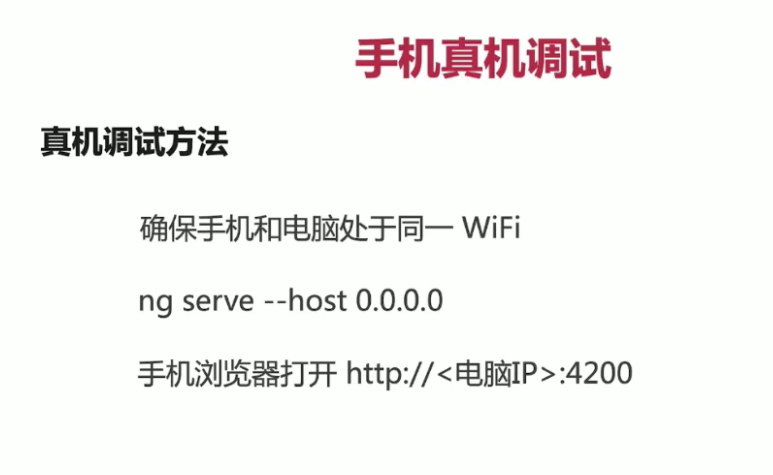 手机真机调试
真机调试方法
确保手机和电脑处于同一 WiFi
ng serve --host 0.0.0.0
手机浏览器打开 http://<电脑IP>:4200